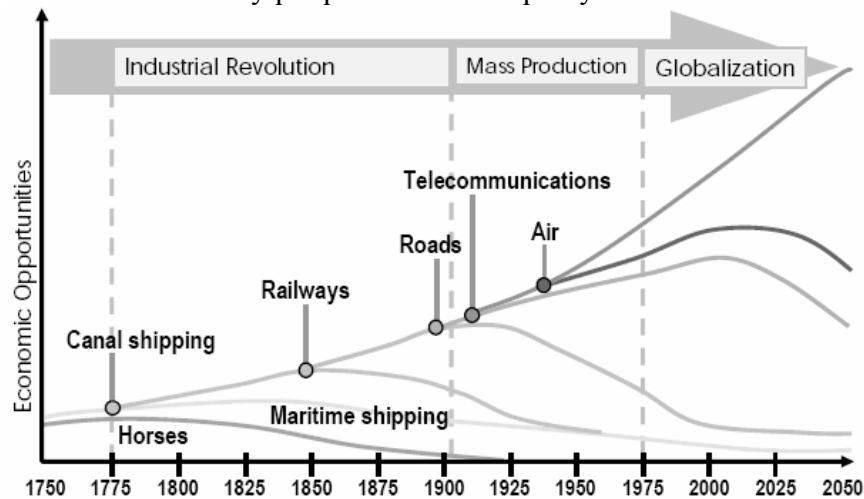 Industrial Revolution
Mass Production
Globalization
Telecommunications
Roads
Air
Railways
Canal shipping
Maritime shipping
Horses
Economic Opportunities
1750 1775 1800 1825 1850 1875 1900 1925 1950 1975 2000 2025 2050